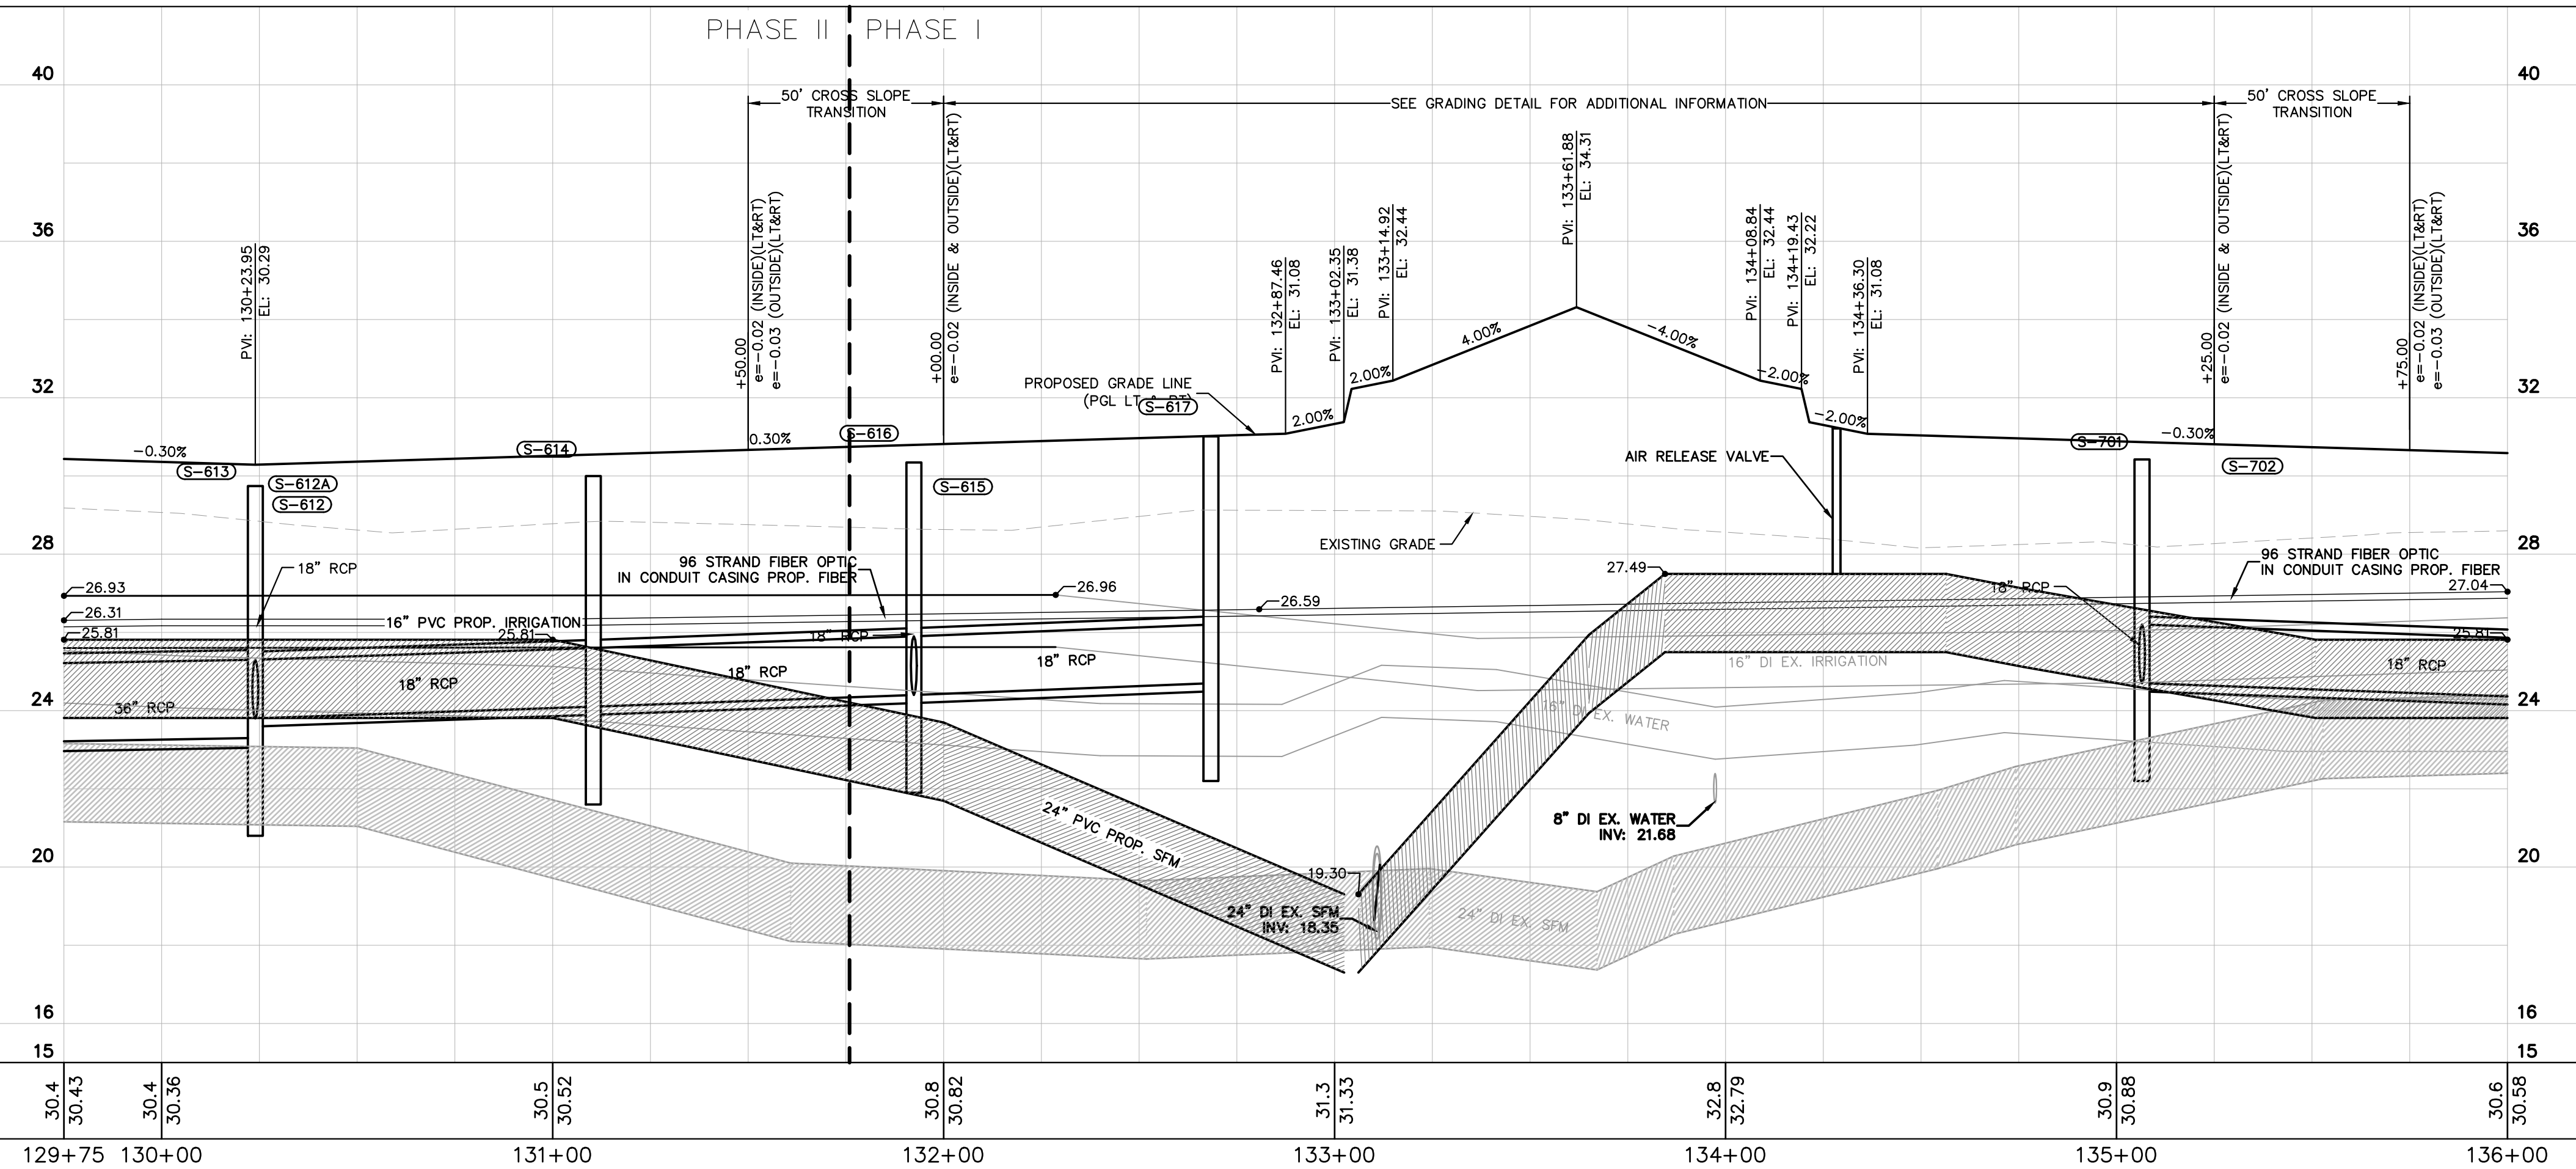 PHASE II PHASE I
40 40
50' CROSS SLOPE
TRANSITION
SEE GRADING DETAIL FOR ADDITIONAL INFORMATION
50' CROSS SLOPE
TRANSITION
36 36
32 32
28 28
24 24
20 20
16 16
15 15
PVI: 130+23.95
EL: 30.29
+50.00
e=-0.02 (INSIDE)(LT&RT)
e=-0.03 (OUTSIDE)(LT&RT)
+00.00
e=-0.02 (INSIDE & OUTSIDE)(LT&RT)
PVI: 132+87.46
EL: 31.08
PVI: 133+02.35
EL: 31.38
PVI: 133+14.92
EL: 32.44
PVI: 133+61.88
EL: 34.31
PVI: 134+08.84
EL: 32.44
PVI: 134+19.43
EL: 32.22
PVI: 134+36.30
EL: 31.08
+25.00
e=-0.02 (INSIDE & OUTSIDE)(LT&RT)
+75.00
e=-0.02 (INSIDE)(LT&RT)
e=-0.03 (OUTSIDE)(LT&RT)
4.00%
-4.00%
2.00%
-2.00%
PROPOSED GRADE LINE
(PGL LT & RT)
S-617
2.00%
-2.00%
-0.30%
S-613
S-612A
S-612
S-614
0.30%
S-616
S-615
AIR RELEASE VALVE
S-701
-0.30%
S-702
EXISTING GRADE
18" RCP
96 STRAND FIBER OPTIC
IN CONDUIT CASING PROP. FIBER
27.49
96 STRAND FIBER OPTIC
IN CONDUIT CASING PROP. FIBER
26.93
26.96
18" RCP
27.04
26.31
26.59
16" PVC PROP. IRRIGATION
25.81
25.81
18" RCP
25.81
18" RCP
18" RCP
18" RCP
16" DI EX. IRRIGATION
18" RCP
36" RCP
16" DI EX. WATER
24" PVC PROP. SFM
8" DI EX. WATER
INV: 21.68
19.30
24" DI EX. SFM
INV: 18.35
24" DI EX. SFM
30.4
30.43
30.4
30.36
30.5
30.52
30.8
30.82
31.3
31.33
32.8
32.79
30.9
30.88
30.6
30.58
129+75 130+00 131+00 132+00 133+00 134+00 135+00 136+00